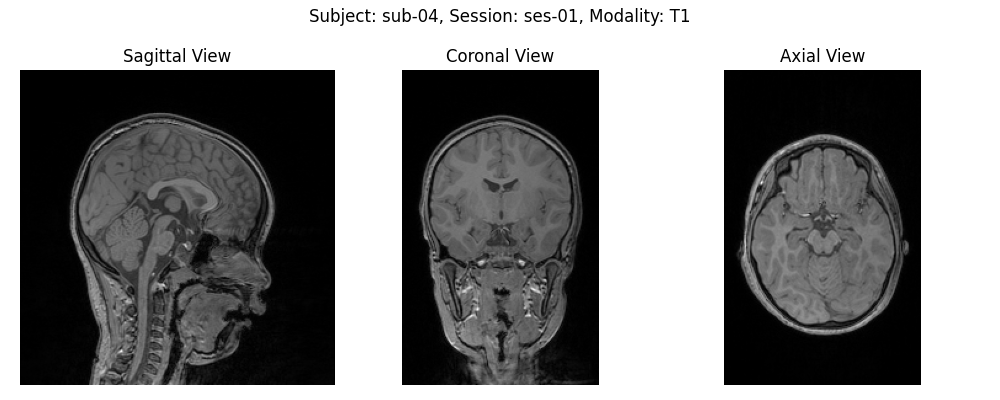 Subject: sub-04, Session: ses-01, Modality: T1
Sagittal View
Coronal View
Axial View